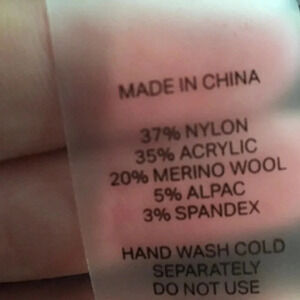 MADE IN CHINA
37% NYLON
35% ACRYLIC
20% MERINO WOOL
5% ALPAC
3% SPANDEX
HAND WASH COLD
SEPARATELY
DO NOT USE